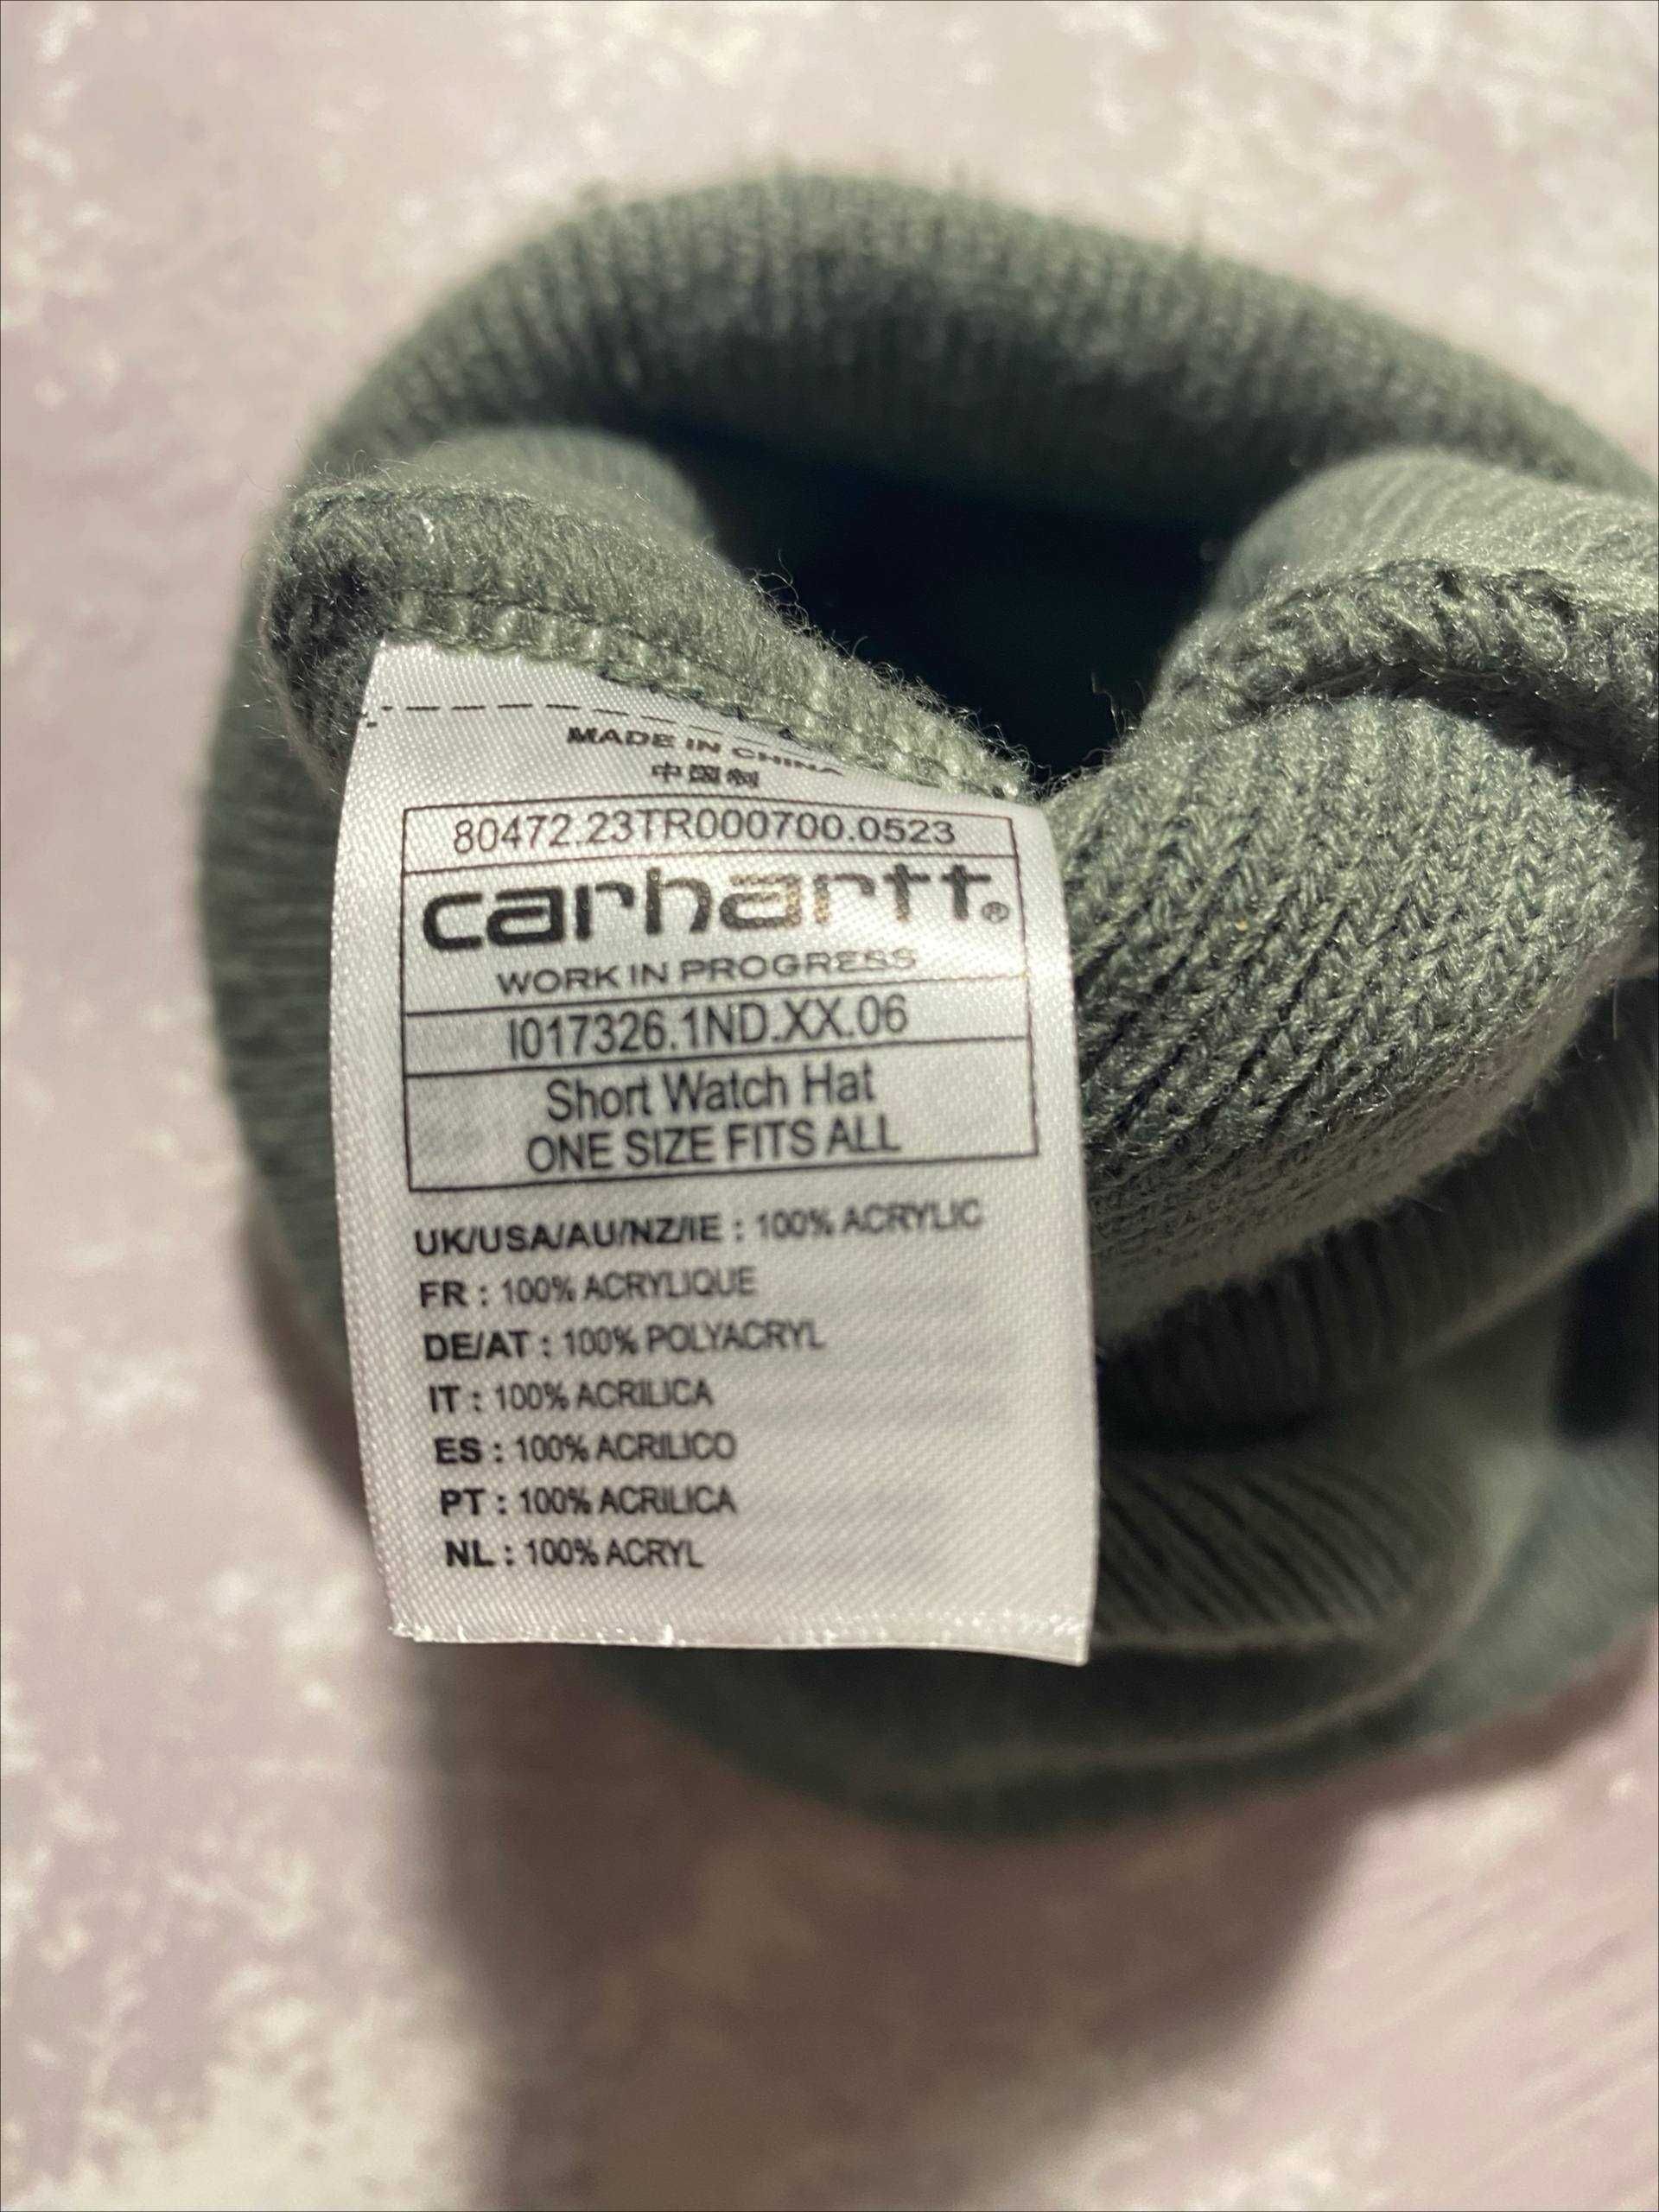 MADE IN CHINA
中国制
80472.23TR000700.0523
carhartt®
WORK IN PROGRESS
I017326.1ND.XX.06
Short Watch Hat
ONE SIZE FITS ALL
UK/USA/AU/NZ/IE : 100% ACRYLIC
FR : 100% ACRYLIQUE
DE/AT : 100% POLYACRYL
IT : 100% ACRILICA
ES : 100% ACRILICO
PT : 100% ACRILICA
NL : 100% ACRYL